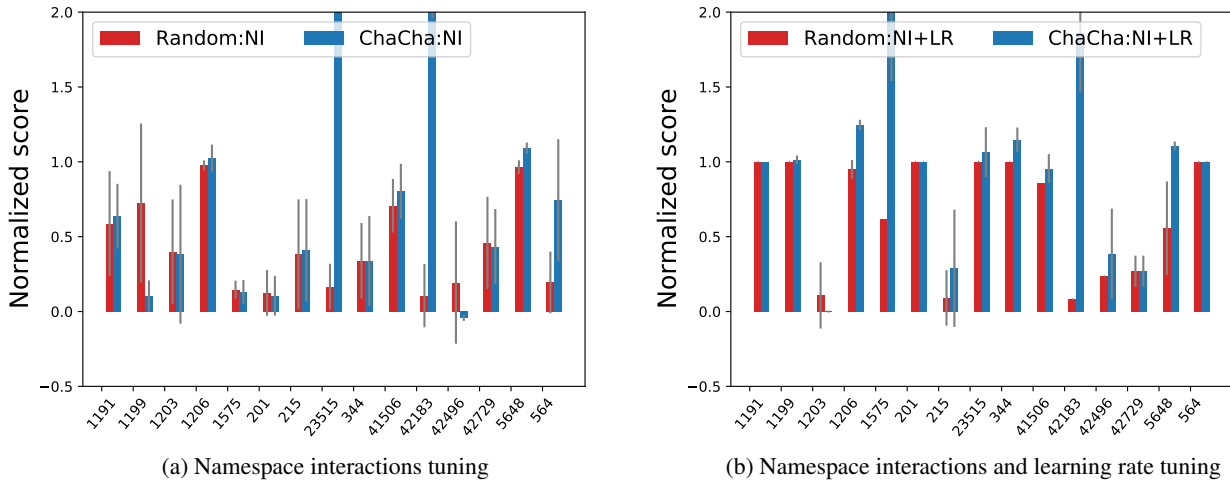 2.0
Random:NI ChaCha:NI
1.5
1.0
0.5
0.0
−0.5
Normalized score
1191 1199 1203 1206 1575 201 215 23515 344 41506 42183 42496 42729 5648 564
(a) Namespace interactions tuning
2.0
Random:NI+LR ChaCha:NI+LR
1.5
1.0
0.5
0.0
−0.5
Normalized score
1191 1199 1203 1206 1575 201 215 23515 344 41506 42183 42496 42729 5648 564
(b) Namespace interactions and learning rate tuning